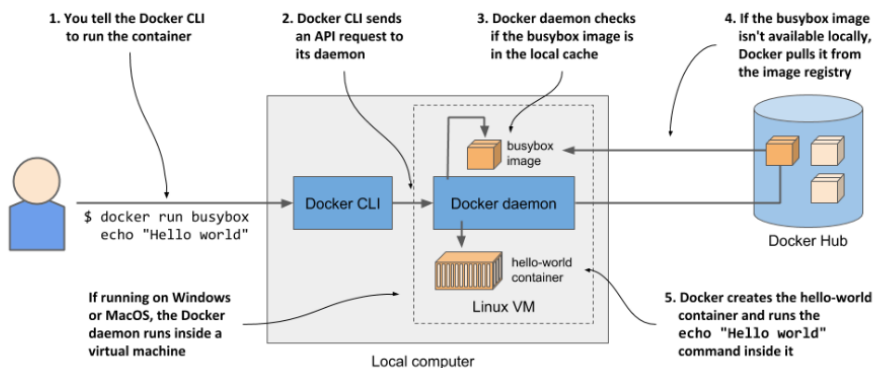 1. You tell the Docker CLI
to run the container
2. Docker CLI sends
an API request to
its daemon
3. Docker daemon checks
if the busybox image is
in the local cache
4. If the busybox image
isn't available locally,
Docker pulls it from
the image registry
busybox
image
Docker CLI
Docker daemon
$ docker run busybox
echo "Hello world"
Docker Hub
hello-world
container
Linux VM
If running on Windows
or MacOS, the Docker
daemon runs inside a
virtual machine
5. Docker creates the hello-world
container and runs the
echo "Hello world"
command inside it
Local computer